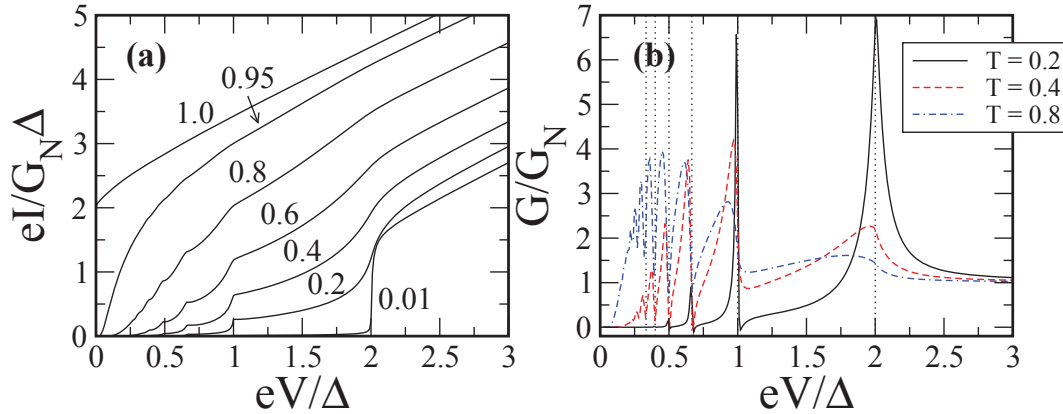 (a)
5
4
3
2
1
0
0 0.5 1 1.5 2 2.5 3
eV/Δ
eI/G_NΔ
1.0
0.95
0.8
0.6
0.4
0.2
0.01
(b)
7
6
5
4
3
2
1
0
0 0.5 1 1.5 2 2.5 3
eV/Δ
G/G_N
T = 0.2
T = 0.4
T = 0.8